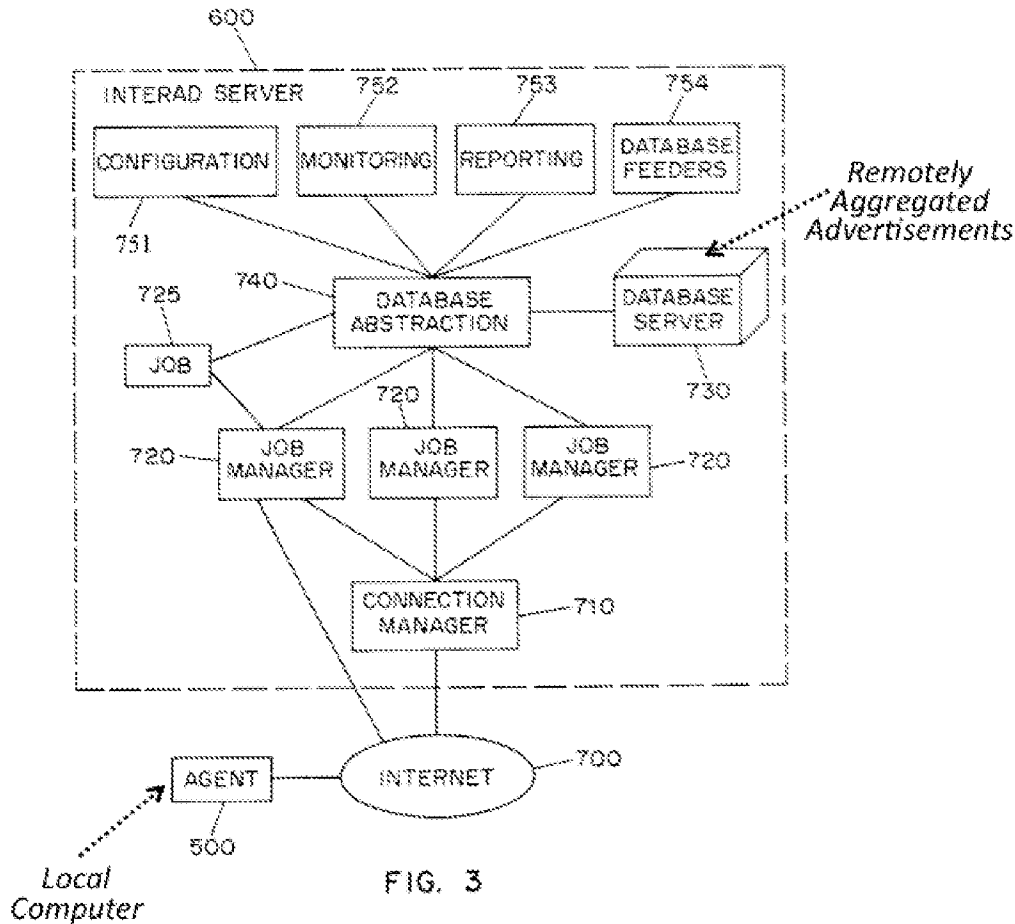 600
INTERAD SERVER
752
753
754
CONFIGURATION
MONITORING
REPORTING
DATABASE
FEEDERS
751
Remotely
Aggregated
Advertisements
740
DATABASE
ABSTRACTION
DATABASE
SERVER
730
725
JOB
720
JOB
MANAGER
720
JOB
MANAGER
JOB
MANAGER
720
CONNECTION
MANAGER
710
AGENT
500
INTERNET
700
Local
Computer
FIG. 3